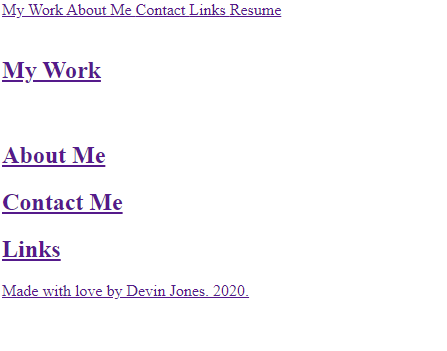 My Work About Me Contact Links Resume
My Work
About Me
Contact Me
Links
Made with love by Devin Jones. 2020.